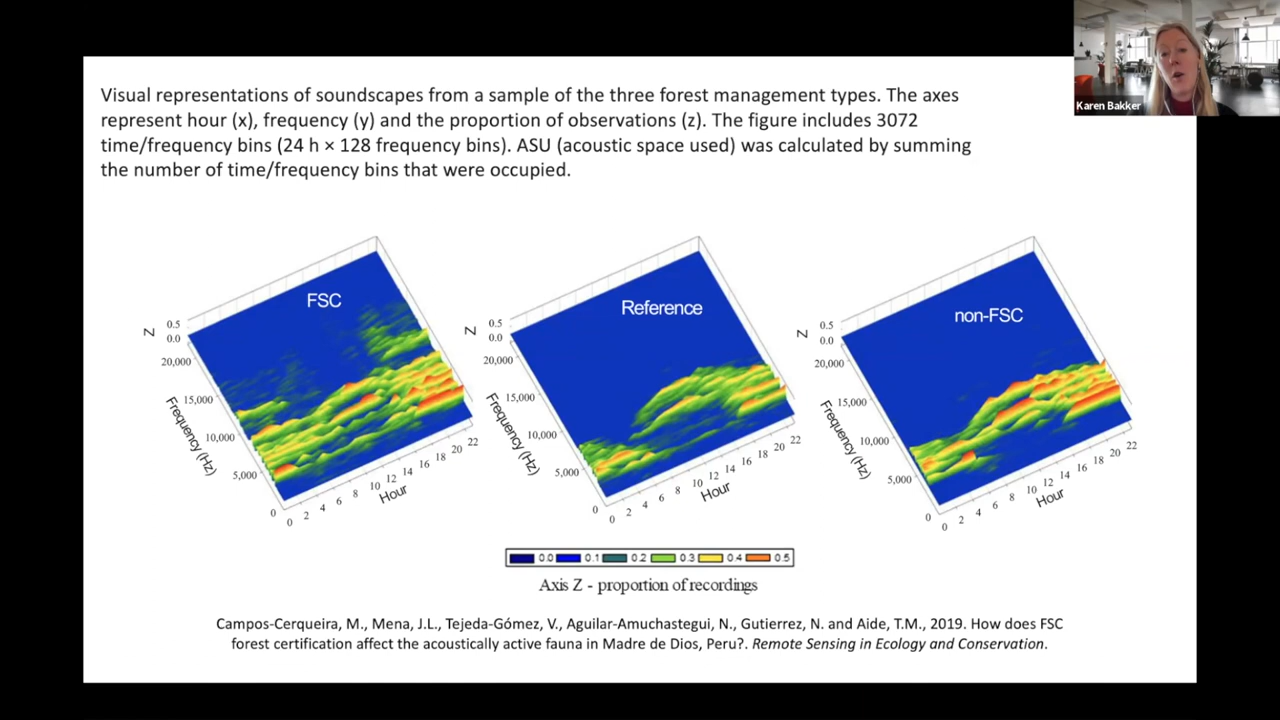 Visual representations of soundscapes from a sample of the three forest management types. The axes
represent hour (x), frequency (y) and the proportion of observations (z). The figure includes 3072
time/frequency bins (24 h × 128 frequency bins). ASU (acoustic space used) was calculated by summing
the number of time/frequency bins that were occupied.
Karen Bakker
FSC
Z
0.5
0.0
20,000
15,000
10,000
5,000
0
Frequency (Hz)
0 2 4 6 8 10 12 14 16 18 20 22
Hour
Reference
Z
0.5
0.0
20,000
15,000
10,000
5,000
0
Frequency (Hz)
0 2 4 6 8 10 12 14 16 18 20 22
Hour
non-FSC
Z
0.5
0.0
20,000
15,000
10,000
5,000
0
Frequency (Hz)
0 2 4 6 8 10 12 14 16 18 20 22
Hour
0.0 0.1 0.2 0.3 0.4 0.5
Axis Z - proportion of recordings
Campos-Cerqueira, M., Mena, J.L., Tejeda-Gómez, V., Aguilar-Amuchastegui, N., Gutierrez, N. and Aide, T.M., 2019. How does FSC
forest certification affect the acoustically active fauna in Madre de Dios, Peru?. Remote Sensing in Ecology and Conservation.